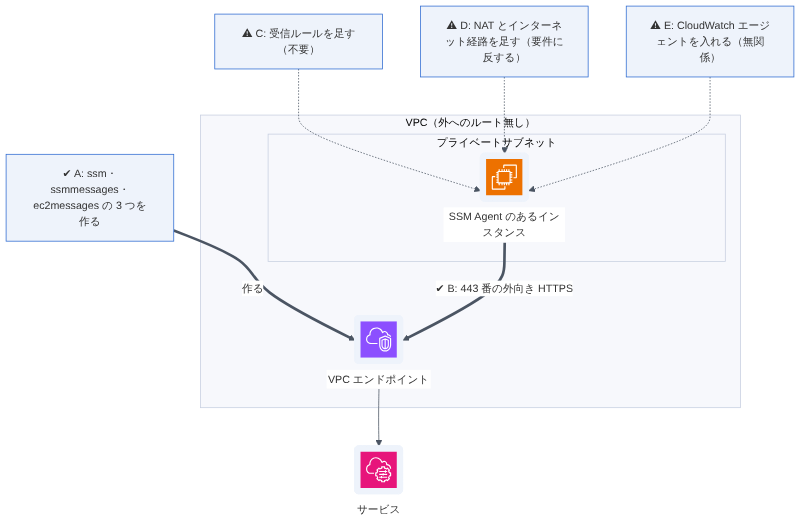 ⚠ C: 受信ルールを足す
（不要）
⚠ D: NAT とインターネ
ット経路を足す（要件に
反する）
⚠ E: CloudWatch エージ
ェントを入れる（無関
係）
VPC（外へのルート無し）
プライベートサブネット
✔ A: ssm・
ssmmessages・
ec2messages の 3 つを
作る
SSM Agent のあるイン
スタンス
作る
✔ B: 443 番の外向き HTTPS
VPC エンドポイント
サービス